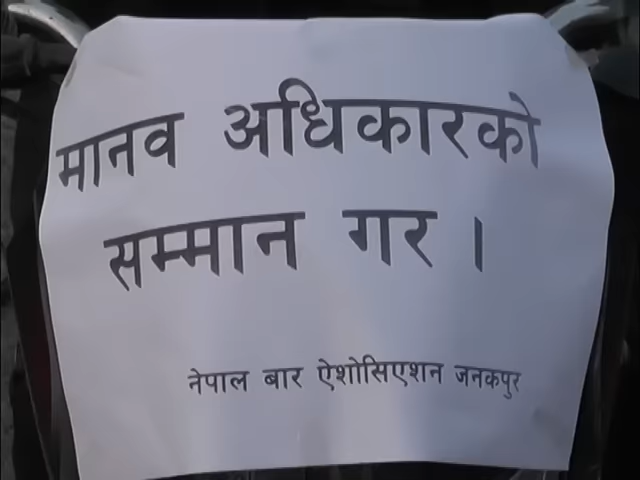 मानव अधिकारको
सम्मान गर ।
नेपाल बार ऐशोसिएशन जनकपुर